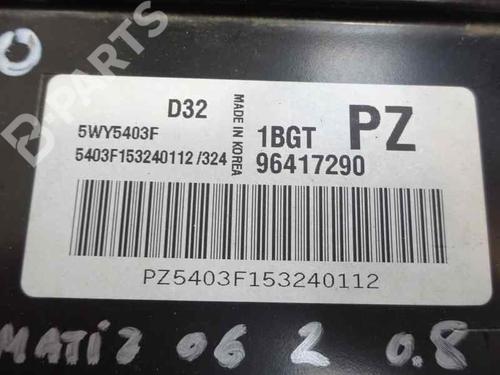 B-PARTS
D32
MADE IN KOREA
5WY5403F
1BGT PZ
5403F153240112 /324
96417290
PZ5403F153240112
MATIZ 06 2 0.8